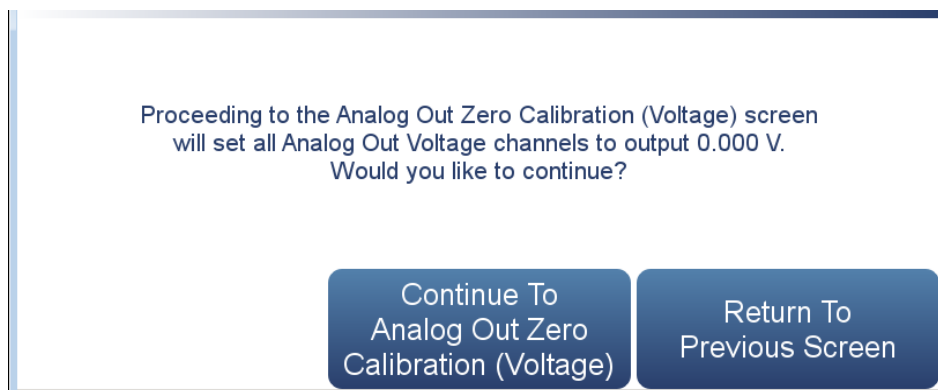 Proceeding to the Analog Out Zero Calibration (Voltage) screen
will set all Analog Out Voltage channels to output 0.000 V.
Would you like to continue?
Continue To
Analog Out Zero
Calibration (Voltage)
Return To
Previous Screen